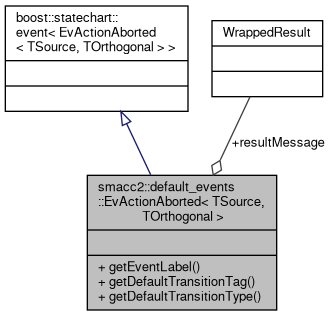 boost::statechart::
event< EvActionAborted
< TSource, TOrthogonal > >
WrappedResult
+resultMessage
smacc2::default_events
::EvActionAborted< TSource,
TOrthogonal >
+ getEventLabel()
+ getDefaultTransitionTag()
+ getDefaultTransitionType()